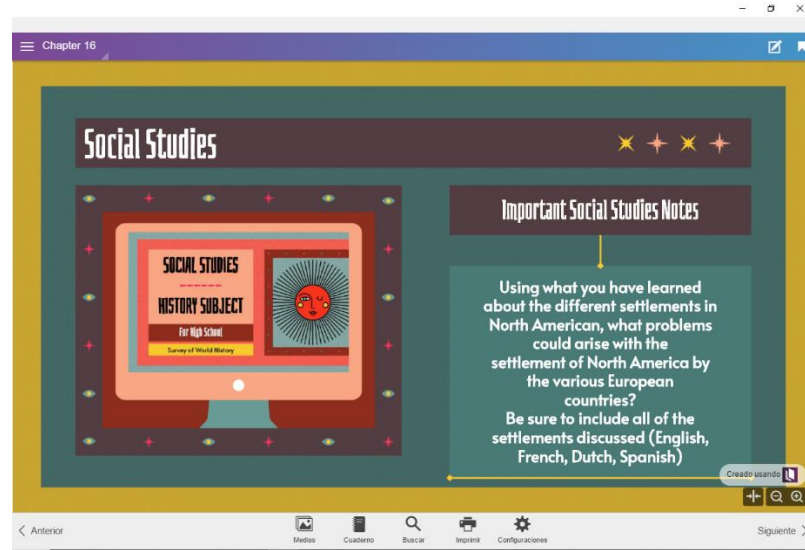 Chapter 16
Social Studies
SOCIAL STUDIES
HISTORY SUBJECT
For High School
Survey of World History
Important Social Studies Notes
Using what you have learned
about the different settlements in
North American, what problems
could arise with the
settlement of North America by
the various European
countries?
Be sure to include all of the
settlements discussed (English,
French, Dutch, Spanish)
Creado usando
Anterior
Medios
Cuaderno
Buscar
Imprimir
Configuraciones
Siguiente